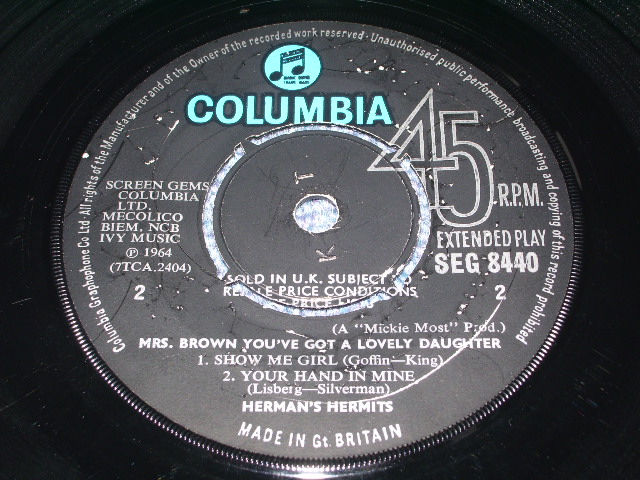 Columbia Graphophone Co Ltd · All rights of the Manufacturer and of the Owner of the recorded work reserved · Unauthorised public performance broadcasting and copying of this record prohibited
COLUMBIA
45
R.P.M.
EXTENDED PLAY
SEG 8440
SCREEN GEMS
COLUMBIA
LTD.
MECOLICO
BIEM, NCB
IVY MUSIC
Ⓟ 1964
(7TCA.2404)
K T
SOLD IN U.K. SUBJECT TO
PRICE CONDITIONS
PRICE
2
2
(A "Mickie Most" Prod.)
MRS. BROWN YOU'VE GOT A LOVELY DAUGHTER
1. SHOW ME GIRL (Goffin—King)
2. YOUR HAND IN MINE
(Lisberg—Silverman)
HERMAN'S HERMITS
MADE IN Gt. BRITAIN